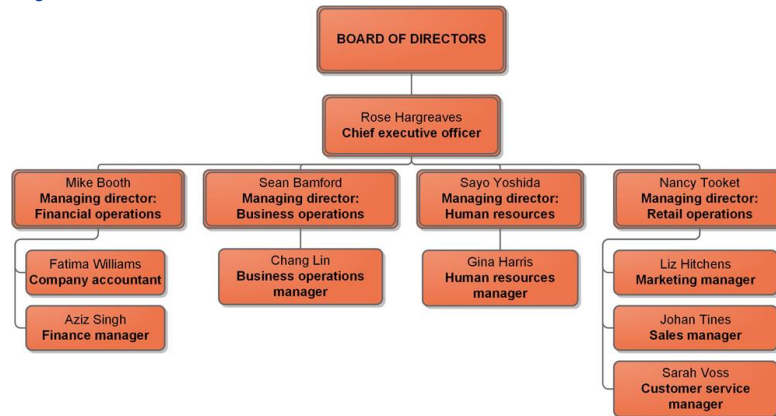 BOARD OF DIRECTORS
Rose Hargreaves
Chief executive officer
Mike Booth
Managing director:
Financial operations
Sean Bamford
Managing director:
Business operations
Sayo Yoshida
Managing director:
Human resources
Nancy Tooket
Managing director:
Retail operations
Fatima Williams
Company accountant
Aziz Singh
Finance manager
Chang Lin
Business operations
manager
Gina Harris
Human resources
manager
Liz Hitchens
Marketing manager
Johan Tines
Sales manager
Sarah Voss
Customer service
manager